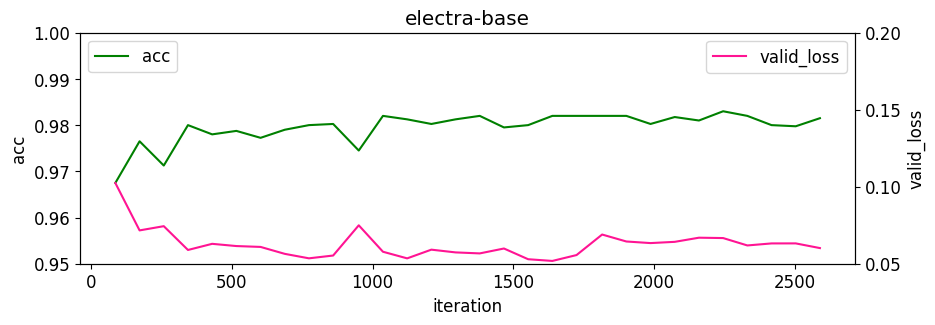 electra-base
acc
valid_loss
1.00
0.99
0.98
0.97
0.96
0.95
acc
0.20
0.15
0.10
0.05
valid_loss
0 500 1000 1500 2000 2500
iteration